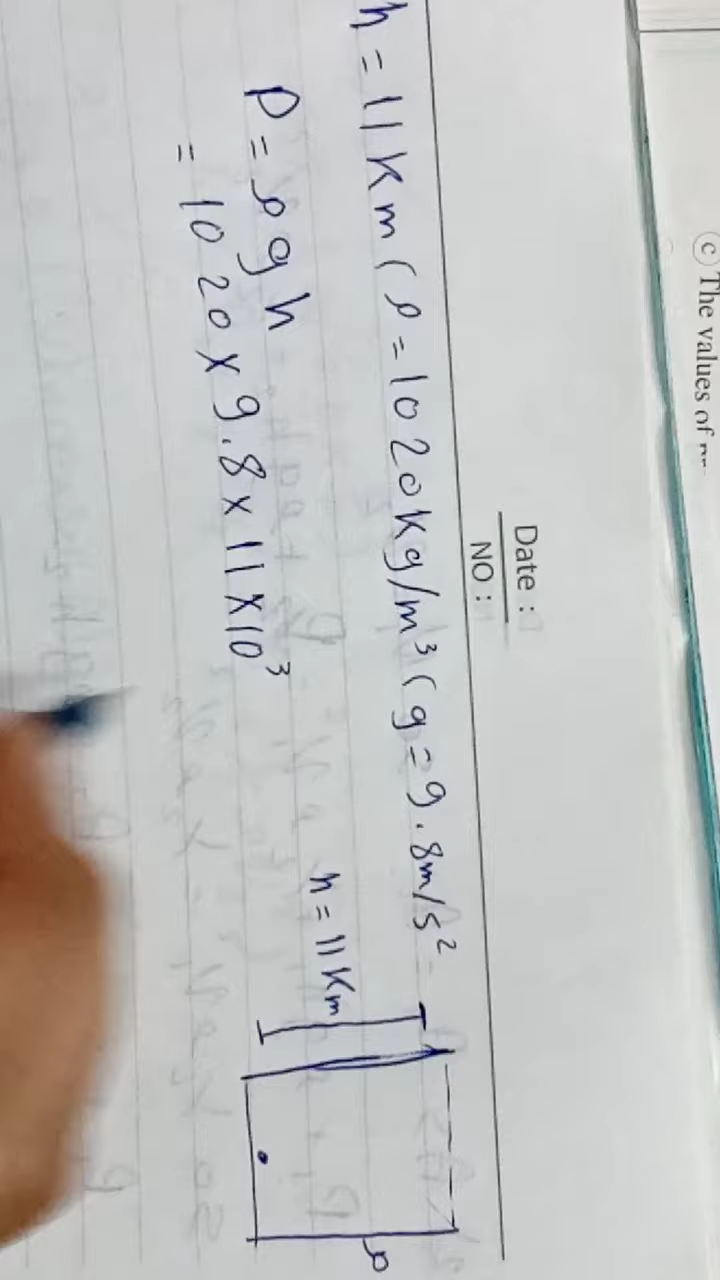 © The values of
Date :
NO :
h = 11 Km ( ρ = 1020 Kg/m³ ( g = 9.8 m/s²
P = ρ g h
= 1020 × 9.8 × 11 × 10³
h = 11 Km